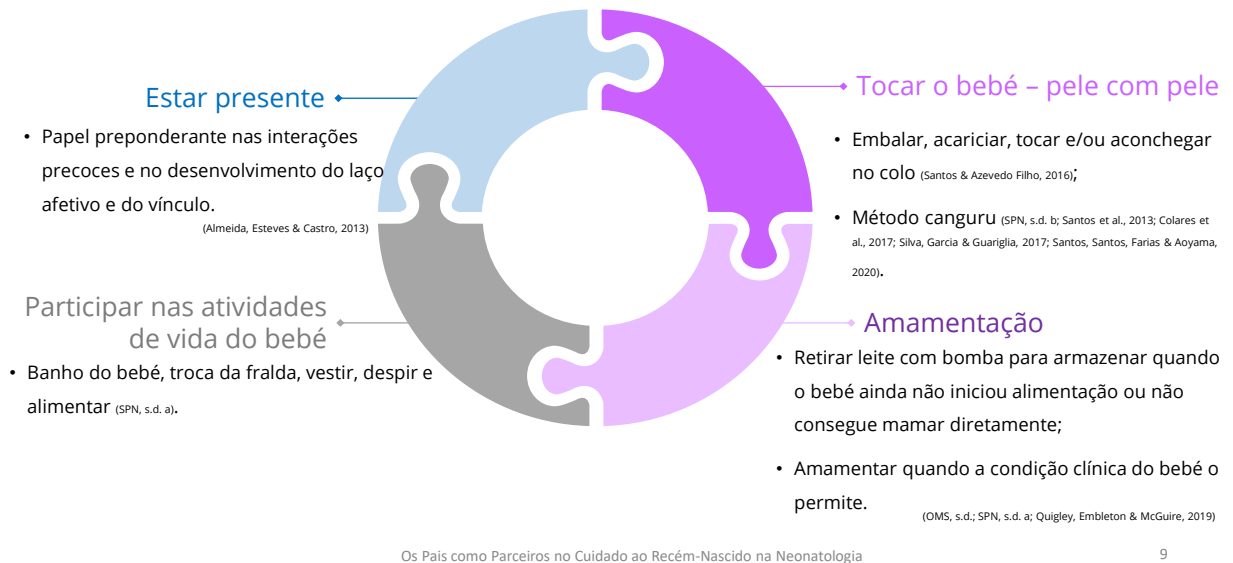 Estar presente
• Papel preponderante nas interações
precoces e no desenvolvimento do laço
afetivo e do vínculo.
(Almeida, Esteves & Castro, 2013)
Tocar o bebé – pele com pele
• Embalar, acariciar, tocar e/ou aconchegar
no colo (Santos & Azevedo Filho, 2016);
• Método canguru (SPN, s.d. b; Santos et al., 2013; Colares et
al., 2017; Silva, Garcia & Guariglia, 2017; Santos, Santos, Farias & Aoyama,
2020).
Participar nas atividades
de vida do bebé
• Banho do bebé, troca da fralda, vestir, despir e
alimentar (SPN, s.d. a).
Amamentação
• Retirar leite com bomba para armazenar quando
o bebé ainda não iniciou alimentação ou não
consegue mamar diretamente;
• Amamentar quando a condição clínica do bebé o
permite.
(OMS, s.d.; SPN, s.d. a; Quigley, Embleton & McGuire, 2019)
Os Pais como Parceiros no Cuidado ao Recém-Nascido na Neonatologia
9